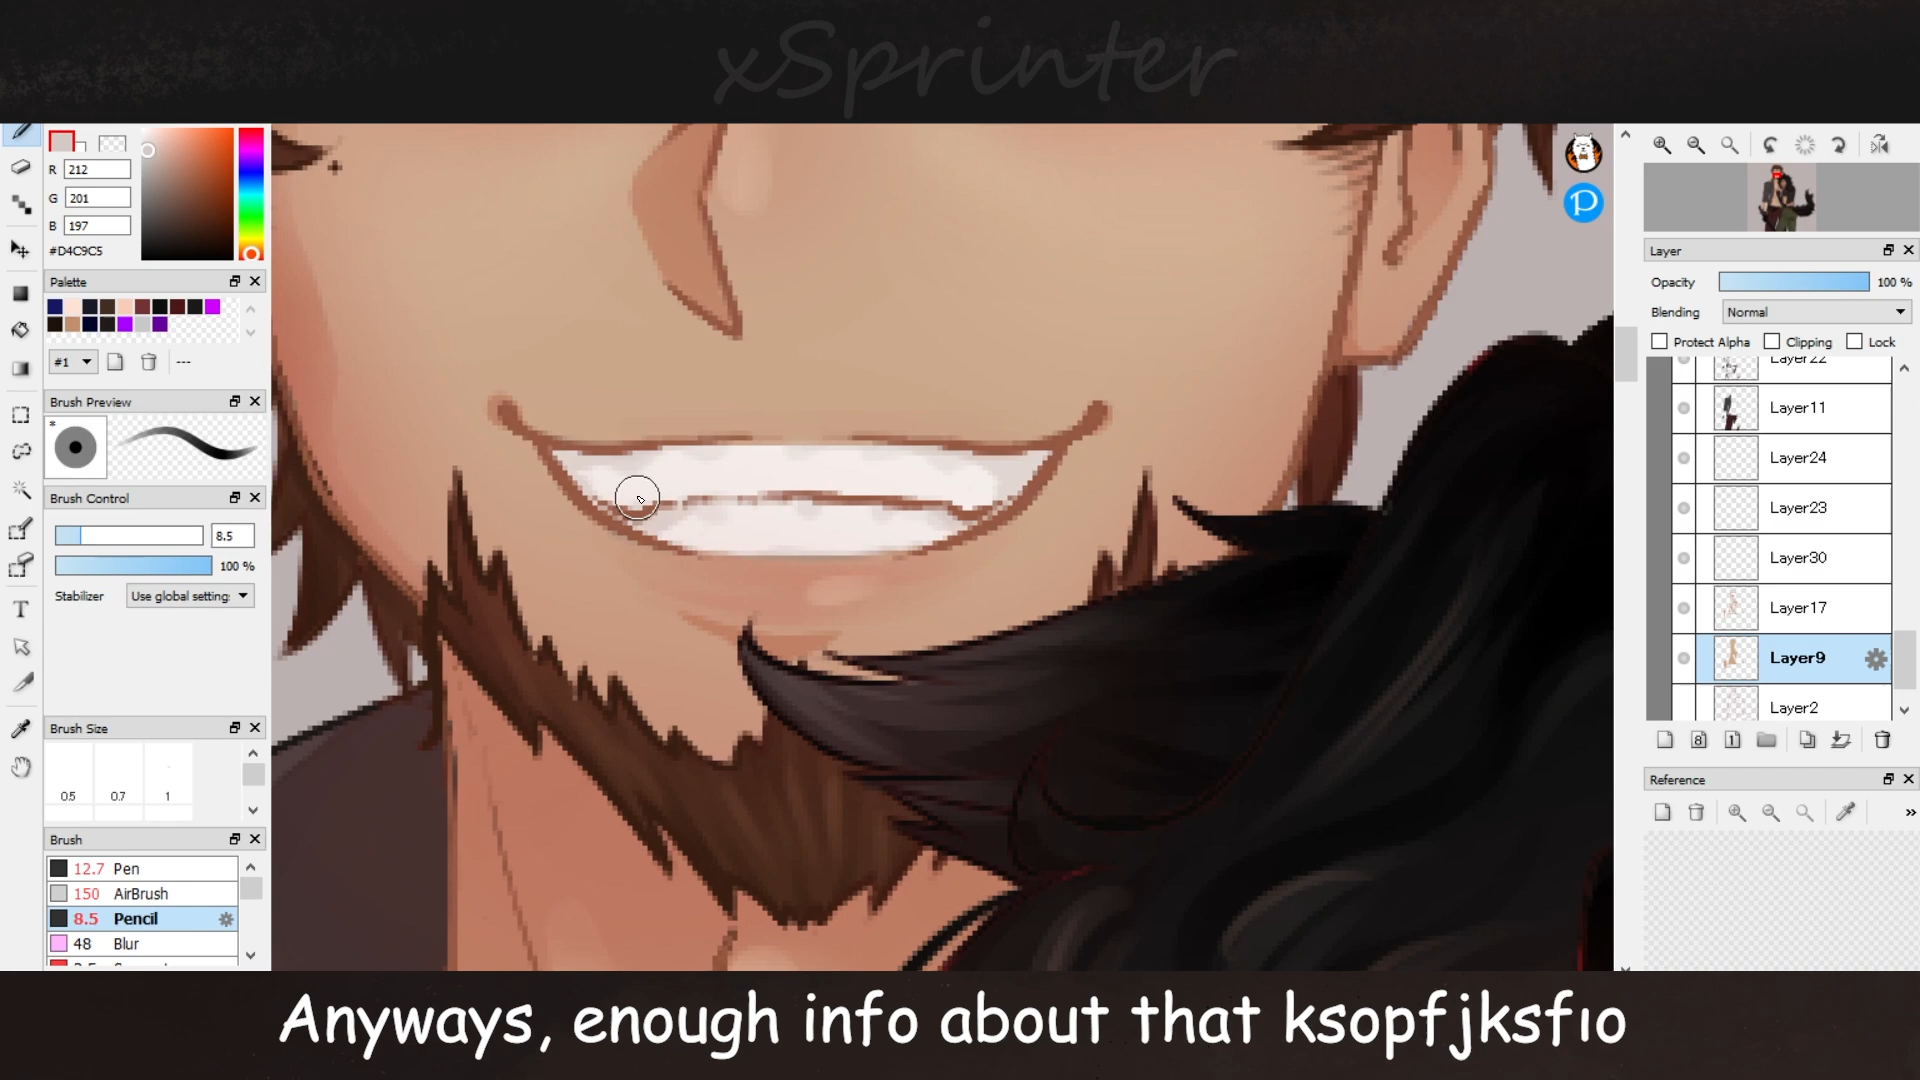 xSprinter
R 212
G 201
B 197
#D4C9C5
Palette
#1
---
Brush Preview
*
Brush Control
8.5
100 %
Stabilizer Use global setting:
Brush Size
0.5 0.7 1
Brush
12.7 Pen
150 AirBrush
8.5 Pencil
48 Blur
P
Layer
Opacity 100 %
Blending Normal
Protect Alpha Clipping Lock
Layer22
Layer11
Layer24
Layer23
Layer30
Layer17
Layer9
Layer2
8 1
Reference
»
T
Anyways, enough info about that ksopfjksfio